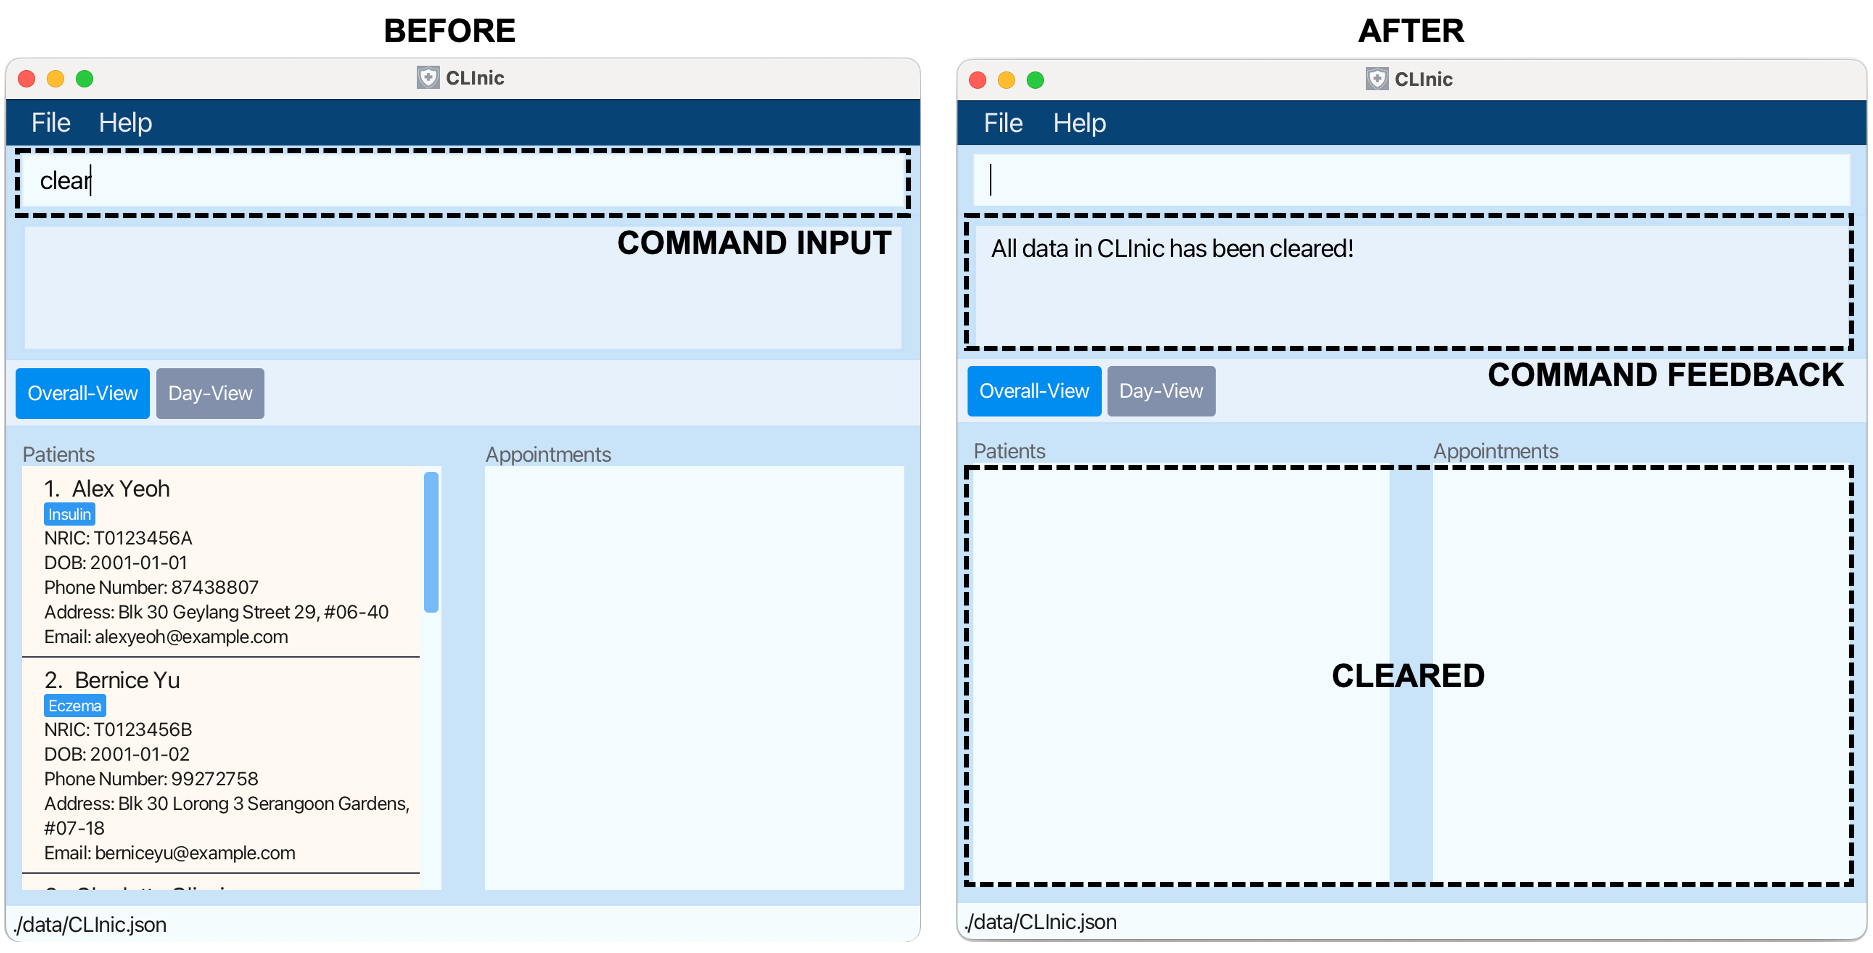 BEFORE
CLInic
File Help
clear
COMMAND INPUT
Overall-View Day-View
Patients Appointments
1. Alex Yeoh
Insulin
NRIC: T0123456A
DOB: 2001-01-01
Phone Number: 87438807
Address: Blk 30 Geylang Street 29, #06-40
Email: alexyeoh@example.com
2. Bernice Yu
Eczema
NRIC: T0123456B
DOB: 2001-01-02
Phone Number: 99272758
Address: Blk 30 Lorong 3 Serangoon Gardens,
#07-18
Email: berniceyu@example.com
./data/CLInic.json
AFTER
CLInic
File Help
All data in CLInic has been cleared!
COMMAND FEEDBACK
Overall-View Day-View
Patients Appointments
CLEARED
./data/CLInic.json